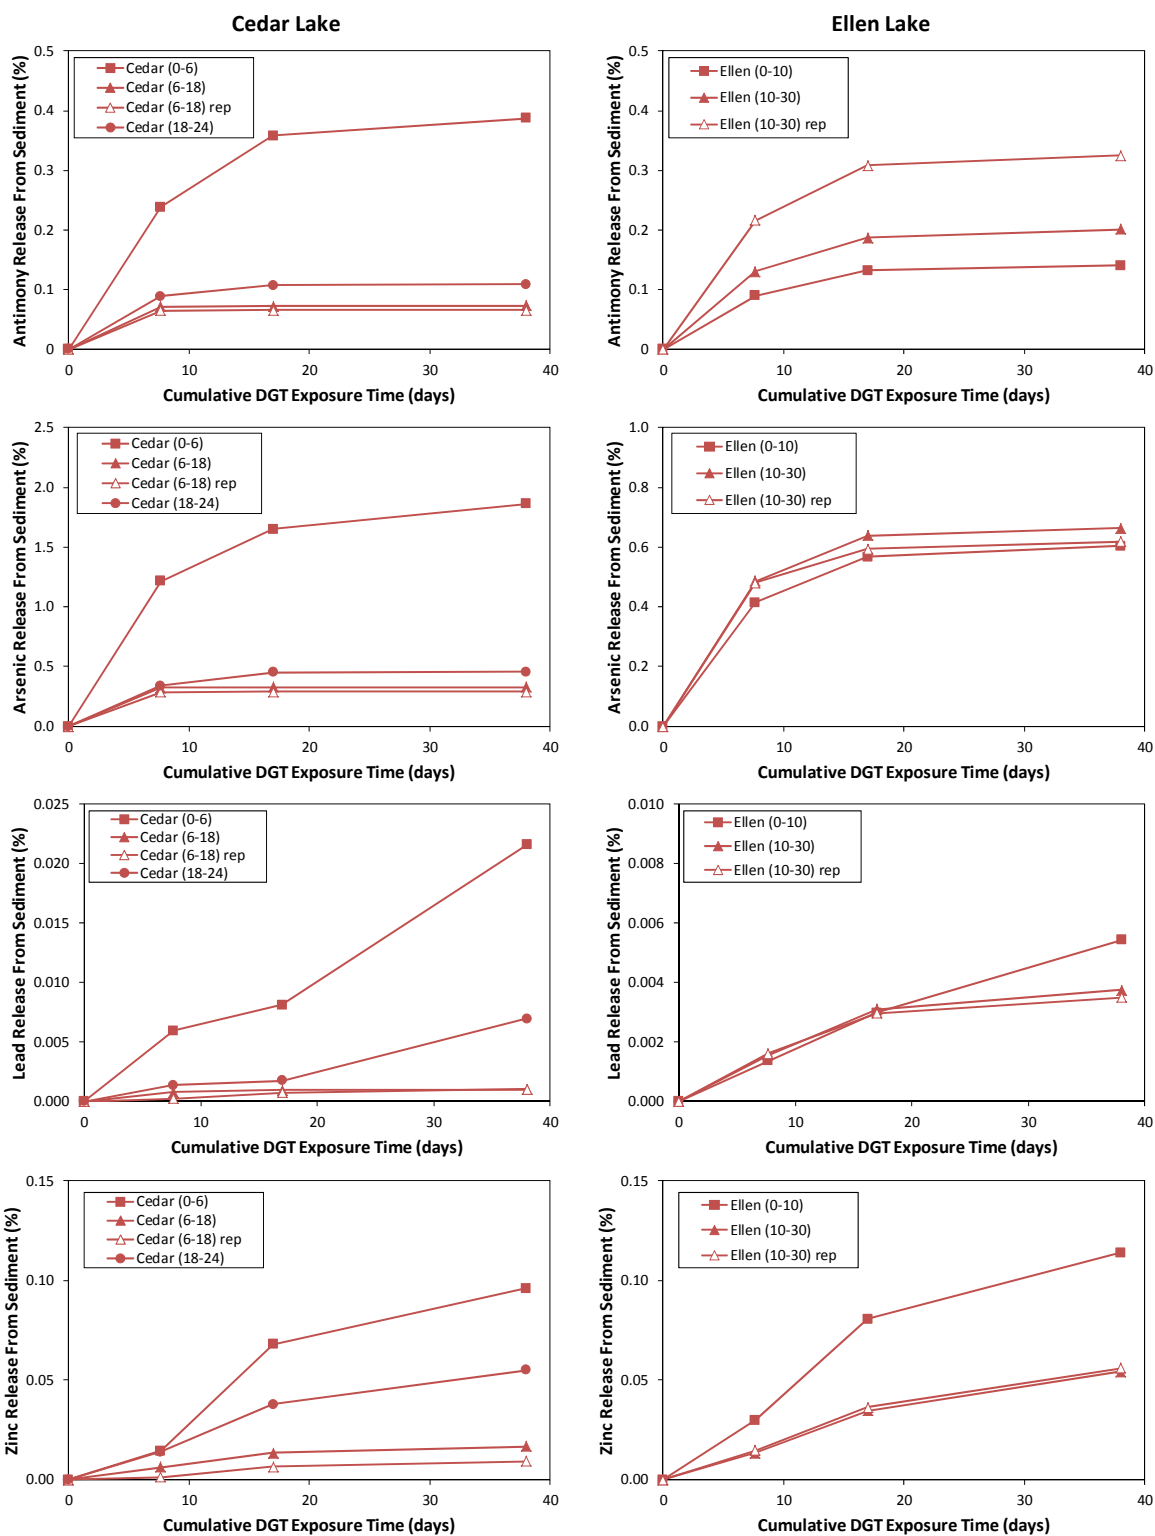 Cedar Lake
Ellen Lake
Antimony Release From Sediment (%)
0.5
0.4
0.3
0.2
0.1
0
Cedar (0-6)
Cedar (6-18)
Cedar (6-18) rep
Cedar (18-24)
0 10 20 30 40
Cumulative DGT Exposure Time (days)
Antimony Release From Sediment (%)
0.5
0.4
0.3
0.2
0.1
0
Ellen (0-10)
Ellen (10-30)
Ellen (10-30) rep
0 10 20 30 40
Cumulative DGT Exposure Time (days)
Arsenic Release From Sediment (%)
2.5
2.0
1.5
1.0
0.5
0.0
Cedar (0-6)
Cedar (6-18)
Cedar (6-18) rep
Cedar (18-24)
0 10 20 30 40
Cumulative DGT Exposure Time (days)
Arsenic Release From Sediment (%)
1.0
0.8
0.6
0.4
0.2
0.0
Ellen (0-10)
Ellen (10-30)
Ellen (10-30) rep
0 10 20 30 40
Cumulative DGT Exposure Time (days)
Lead Release From Sediment (%)
0.025
0.020
0.015
0.010
0.005
0.000
Cedar (0-6)
Cedar (6-18)
Cedar (6-18) rep
Cedar (18-24)
0 10 20 30 40
Cumulative DGT Exposure Time (days)
Lead Release From Sediment (%)
0.010
0.008
0.006
0.004
0.002
0.000
Ellen (0-10)
Ellen (10-30)
Ellen (10-30) rep
0 10 20 30 40
Cumulative DGT Exposure Time (days)
Zinc Release From Sediment (%)
0.15
0.10
0.05
0.00
Cedar (0-6)
Cedar (6-18)
Cedar (6-18) rep
Cedar (18-24)
0 10 20 30 40
Cumulative DGT Exposure Time (days)
Zinc Release From Sediment (%)
0.15
0.10
0.05
0.00
Ellen (0-10)
Ellen (10-30)
Ellen (10-30) rep
0 10 20 30 40
Cumulative DGT Exposure Time (days)